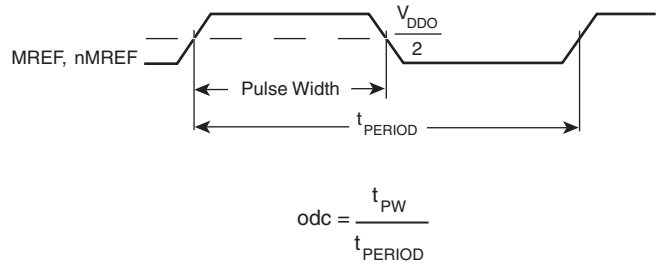 V_DDO
2
MREF, nMREF
Pulse Width
t_PERIOD
odc = t_PW
t_PERIOD